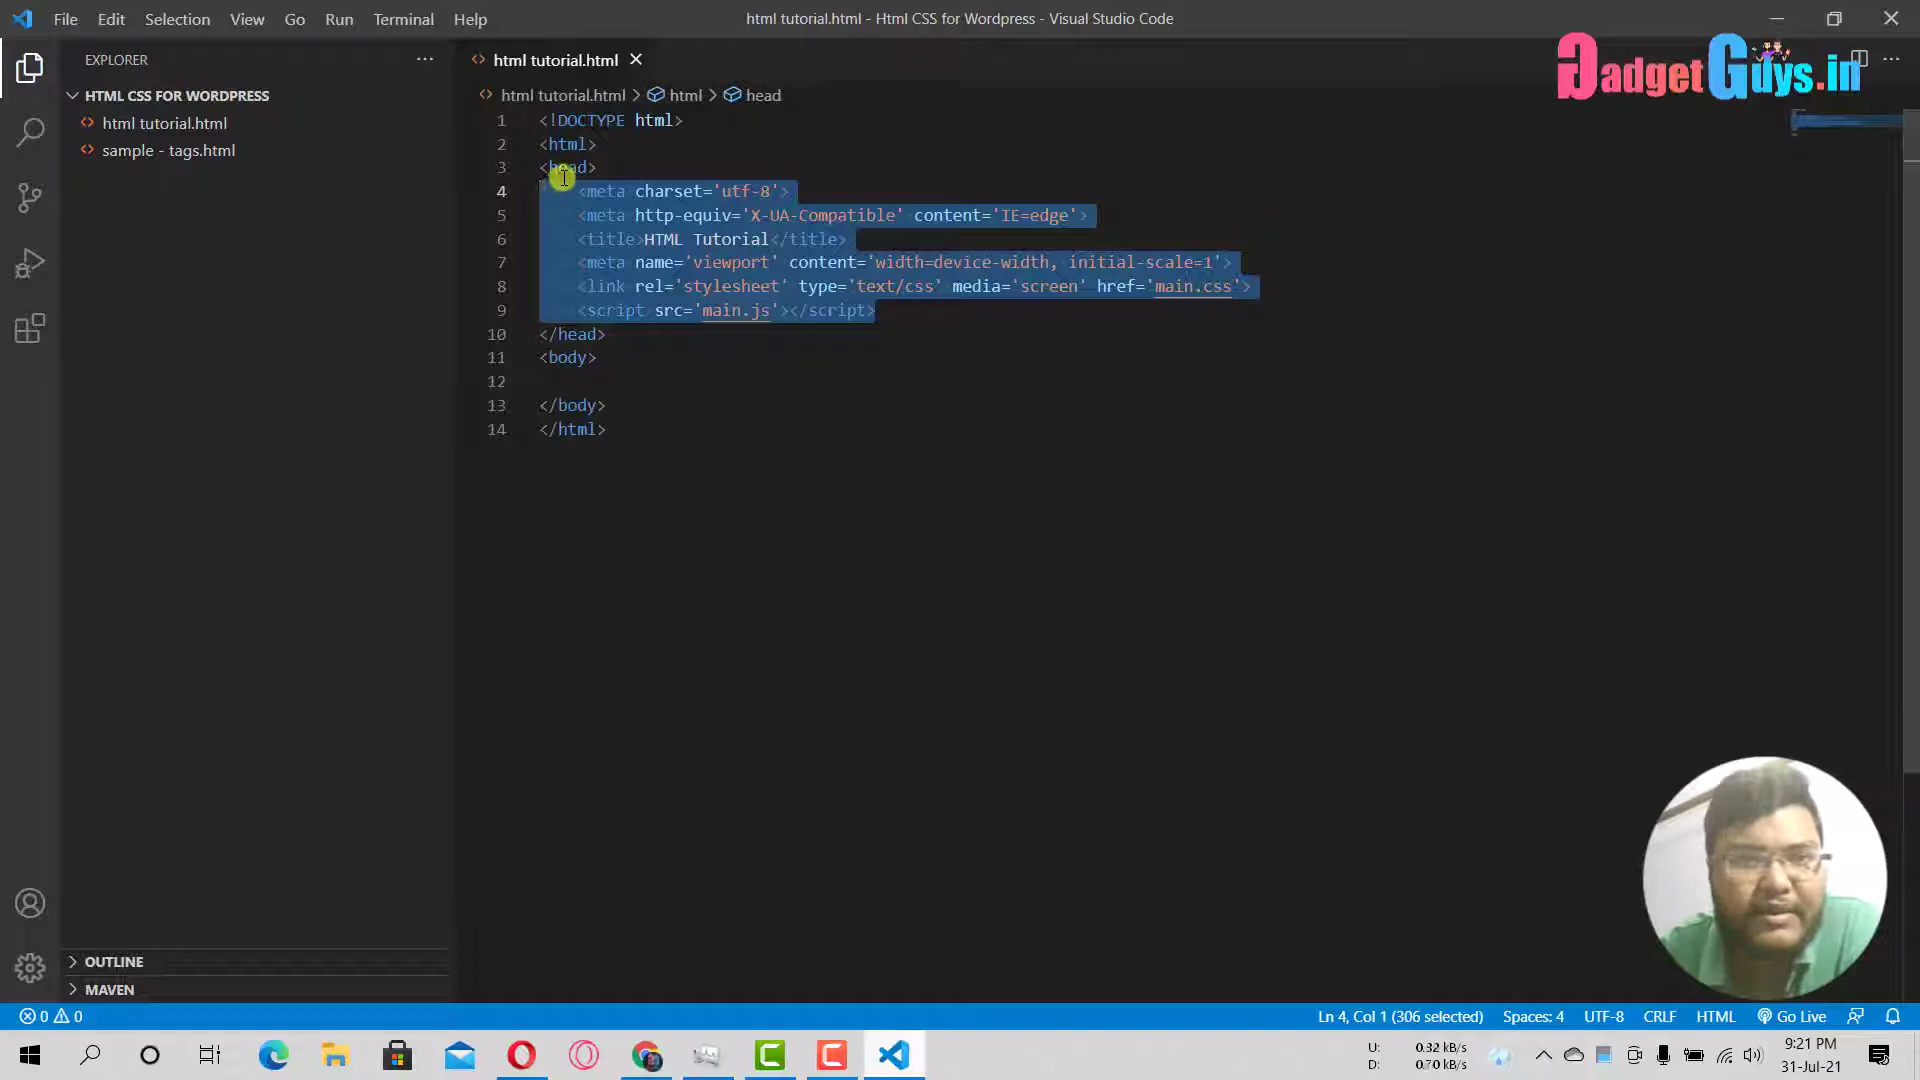 File Edit Selection View Go Run Terminal Help
html tutorial.html - Html CSS for Wordpress - Visual Studio Code
GadgetGuys.in
EXPLORER
HTML CSS FOR WORDPRESS
html tutorial.html
sample - tags.html
html tutorial.html
html tutorial.html > html > head
1 <!DOCTYPE html>
2 <html>
3 <head>
4 <meta charset='utf-8'>
5 <meta http-equiv='X-UA-Compatible' content='IE=edge'>
6 <title>HTML Tutorial</title>
7 <meta name='viewport' content='width=device-width, initial-scale=1'>
8 <link rel='stylesheet' type='text/css' media='screen' href='main.css'>
9 <script src='main.js'></script>
10 </head>
11 <body>
12
13 </body>
14 </html>
OUTLINE
MAVEN
0 0
Ln 4, Col 1 (306 selected) Spaces: 4 UTF-8 CRLF HTML Go Live
U: 0.32 kB/s
D: 0.70 kB/s
9:21 PM
31-Jul-21